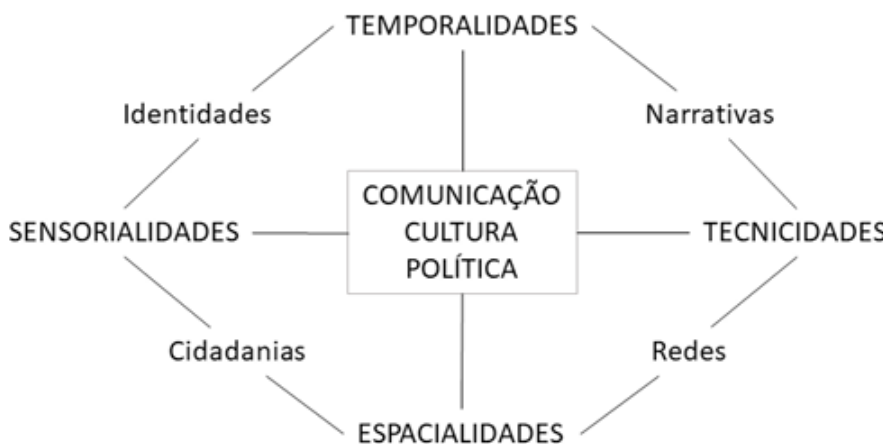 TEMPORALIDADES
Identidades
Narrativas
COMUNICAÇÃO
CULTURA
POLÍTICA
SENSORIALIDADES
TECNICIDADES
Cidadanias
Redes
ESPACIALIDADES